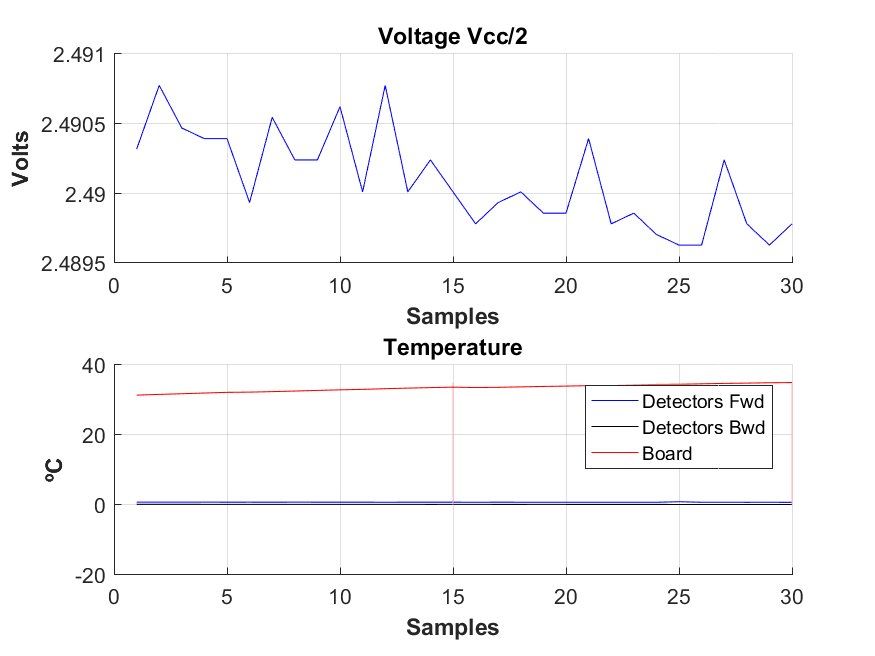 Voltage Vcc/2
2.491
2.4905
2.49
2.4895
Volts
0 5 10 15 20 25 30
Samples
Temperature
40
20
0
-20
ºC
Detectors Fwd
Detectors Bwd
Board
0 5 10 15 20 25 30
Samples